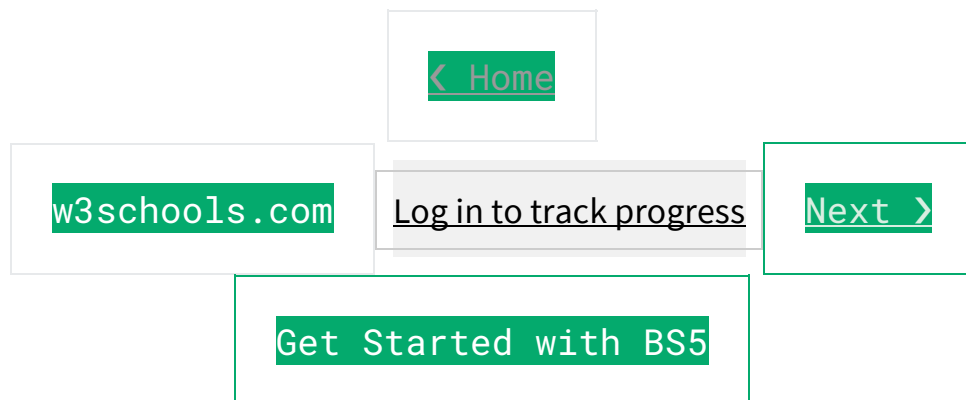 ❮ Home
w3schools.com Log in to track progress Next ❯
Get Started with BS5